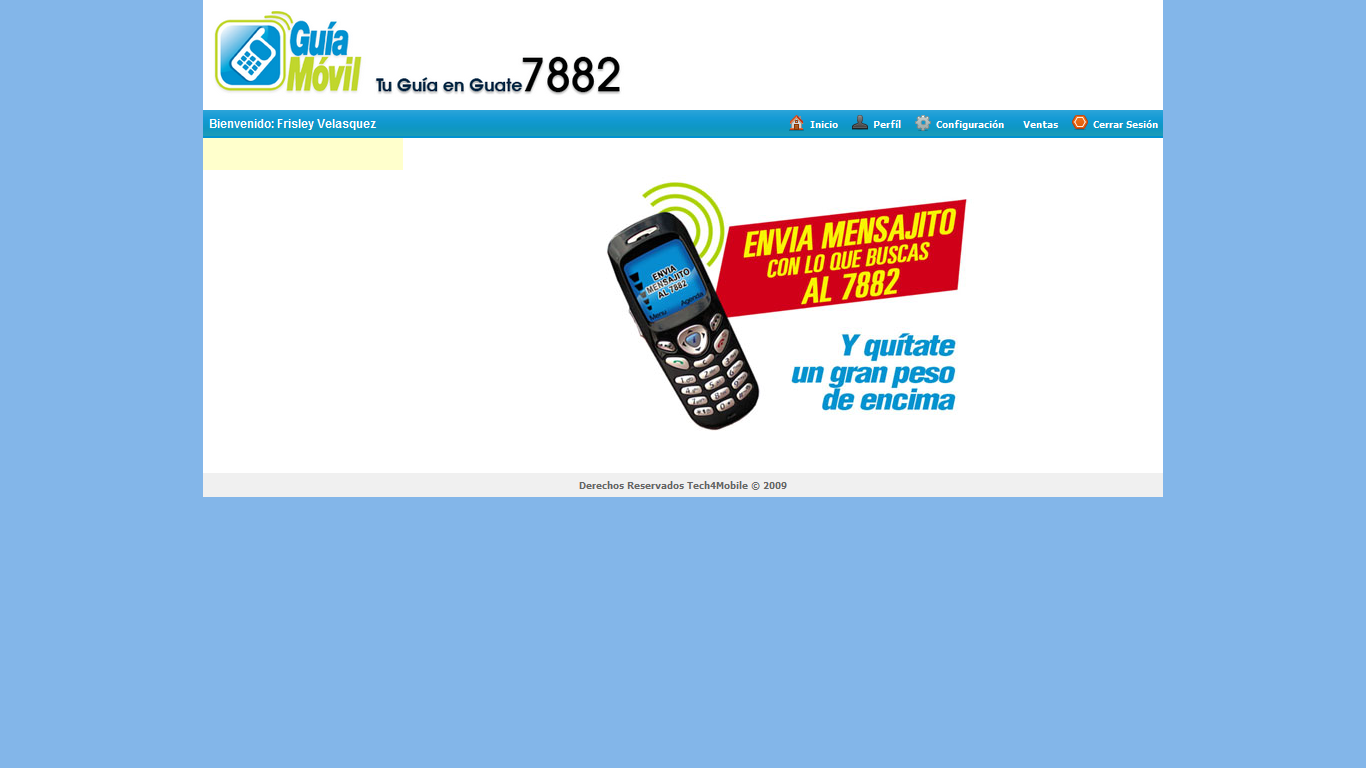 Guía
Móvil
Tu Guía en Guate7882
Bienvenido: Frisley Velasquez
Inicio Perfíl Configuración Ventas Cerrar Sesión
ENVIA MENSAJITO
CON LO QUE BUSCAS
AL 7882
ENVIA
MENSAJITO
AL 7882
Menu Agenda
Y quítate
un gran peso
de encima
Derechos Reservados Tech4Mobile © 2009